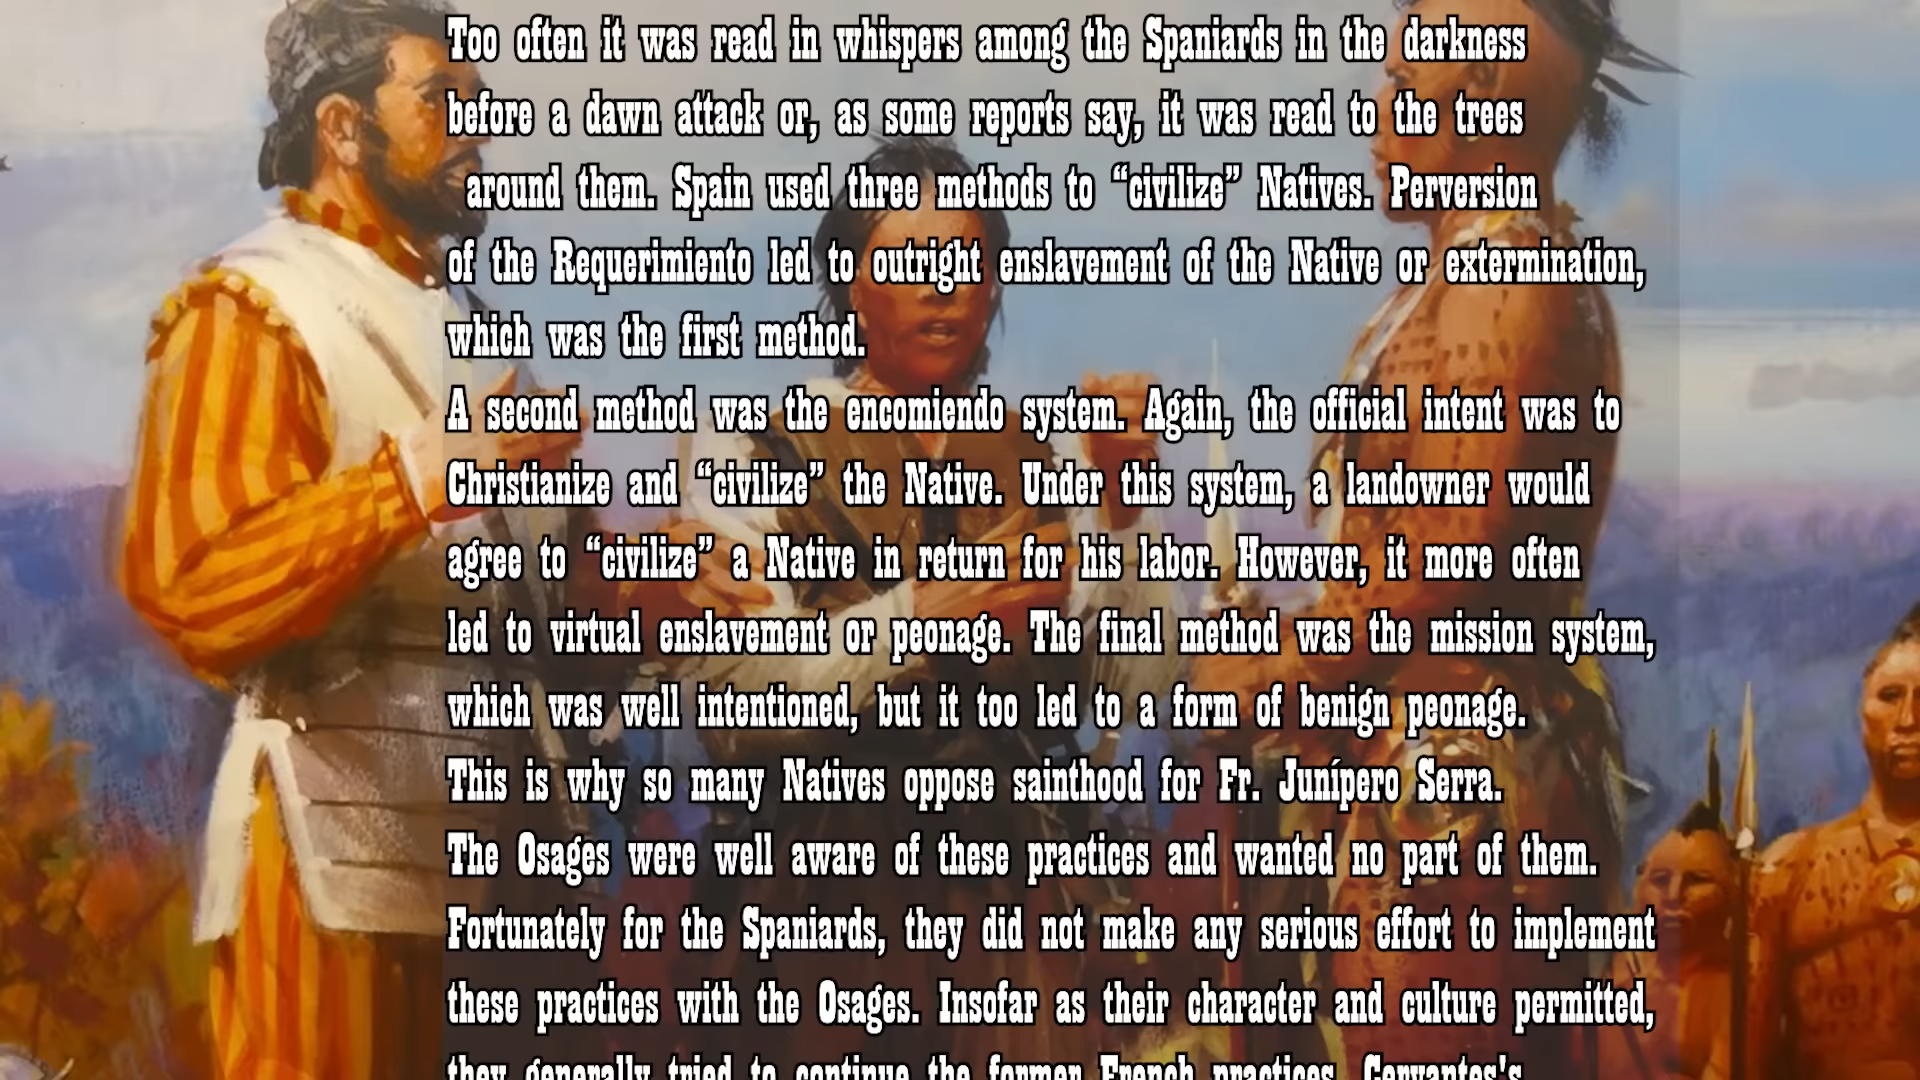 Too often it was read in whispers among the Spaniards in the darkness
before a dawn attack or, as some reports say, it was read to the trees
around them. Spain used three methods to “civilize” Natives. Perversion
of the Requerimiento led to outright enslavement of the Native or extermination,
which was the first method.
A second method was the encomiendo system. Again, the official intent was to
Christianize and “civilize” the Native. Under this system, a landowner would
agree to “civilize” a Native in return for his labor. However, it more often
led to virtual enslavement or peonage. The final method was the mission system,
which was well intentioned, but it too led to a form of benign peonage.
This is why so many Natives oppose sainthood for Fr. Junípero Serra.
The Osages were well aware of these practices and wanted no part of them.
Fortunately for the Spaniards, they did not make any serious effort to implement
these practices with the Osages. Insofar as their character and culture permitted,
they generally tried to continue the former French practices. Cervantes's